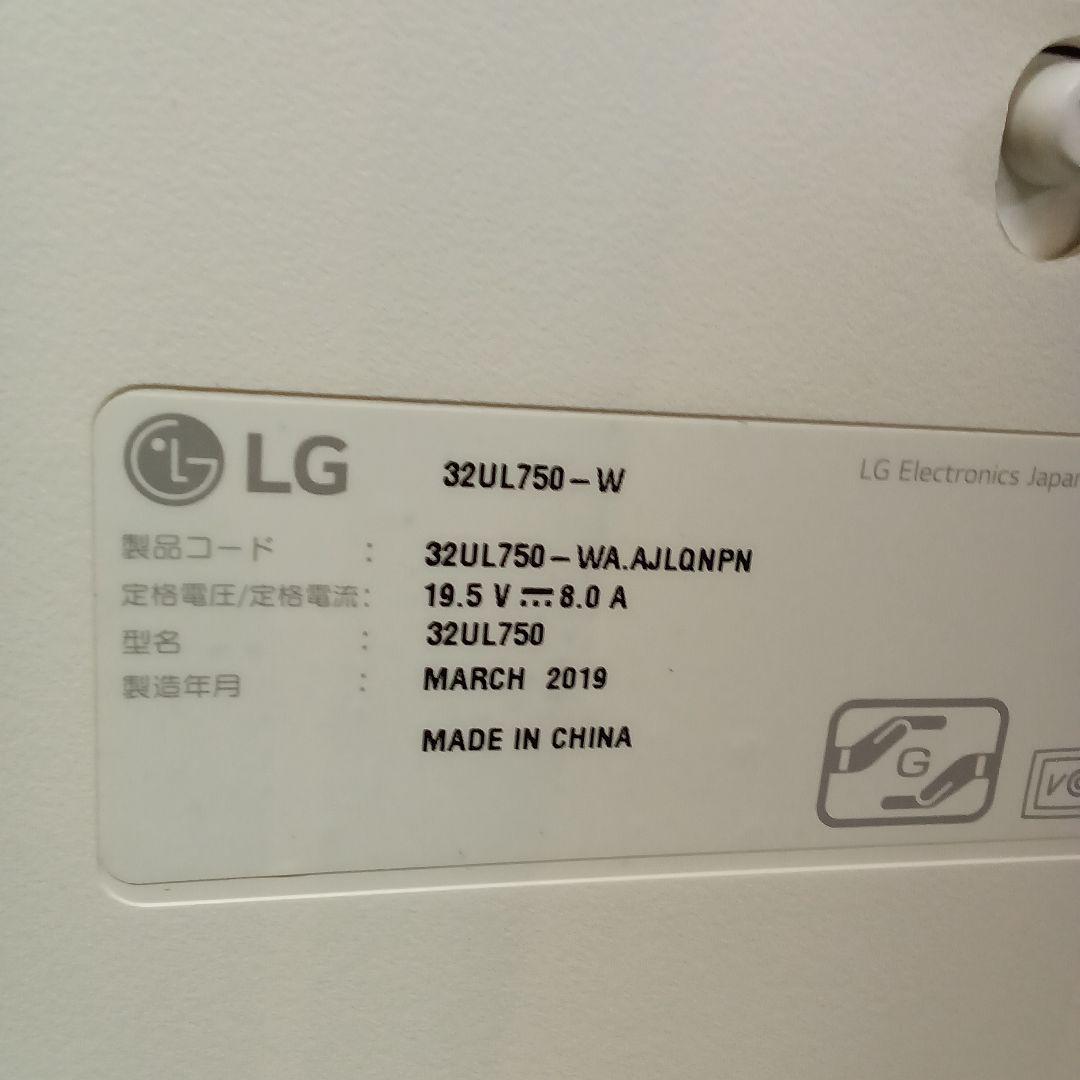 LG 32UL750-W LG Electronics Japan
製品コード : 32UL750-WA.AJLQNPN
定格電圧/定格電流: 19.5 V ⎓ 8.0 A
型名 : 32UL750
製造年月 : MARCH 2019
MADE IN CHINA
G